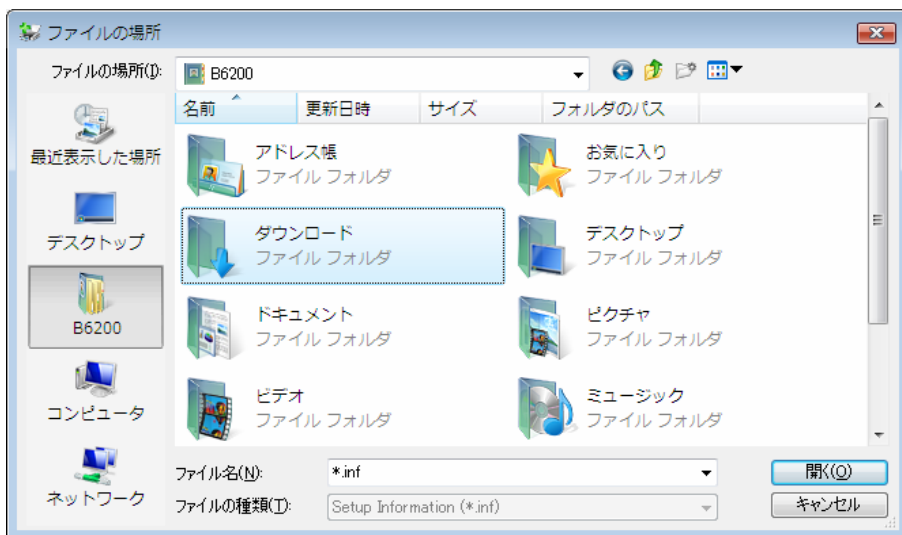 ファイルの場所
ファイルの場所(I):
B6200
名前 更新日時 サイズ フォルダのパス
最近表示した場所
デスクトップ
B6200
コンピュータ
ネットワーク
アドレス帳
ファイル フォルダ
お気に入り
ファイル フォルダ
ダウンロード
ファイル フォルダ
デスクトップ
ファイル フォルダ
ドキュメント
ファイル フォルダ
ピクチャ
ファイル フォルダ
ビデオ
ファイル フォルダ
ミュージック
ファイル フォルダ
ファイル名(N):
*.inf
開く(O)
ファイルの種類(T):
Setup Information (*.inf)
キャンセル